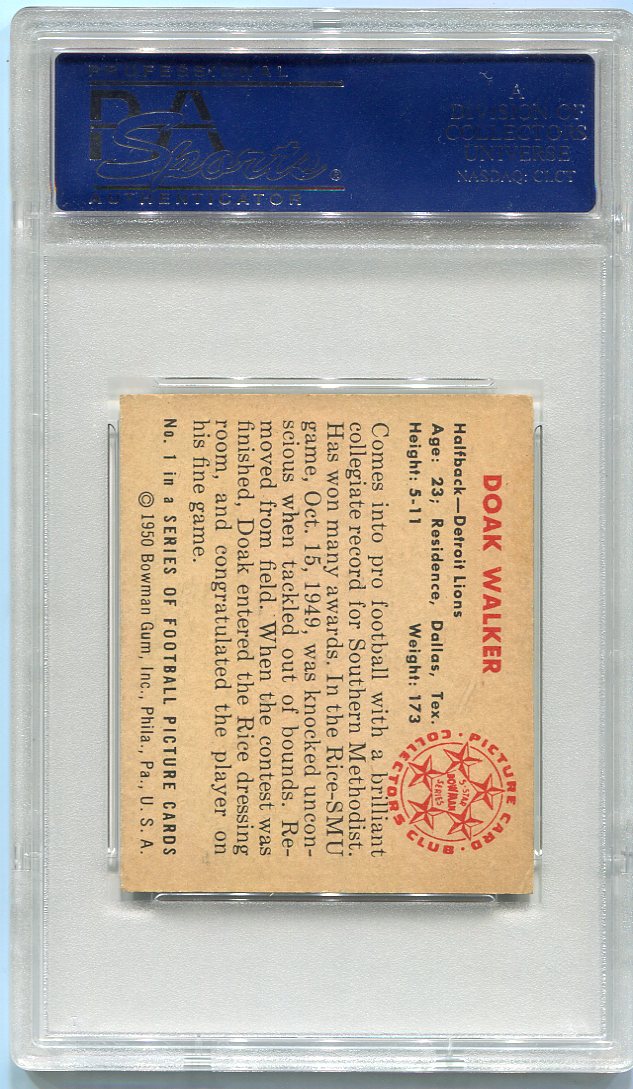 PROFESSIONAL
PSA
Sports
®
AUTHENTICATOR
A
DIVISION OF
COLLECTORS
UNIVERSE
NASDAQ: CLCT
DOAK WALKER
Halfback—Detroit Lions
Age: 23; Residence, Dallas, Tex.
Height: 5-11 Weight: 173
Comes into pro football with a brilliant
collegiate record for Southern Methodist.
Has won many awards. In the Rice-SMU
game, Oct. 15, 1949, was knocked uncon-
scious when tackled out of bounds. Re-
moved from field. When the contest was
finished, Doak entered the Rice dressing
room, and congratulated the player on
his fine game.
No. 1 in a SERIES OF FOOTBALL PICTURE CARDS
© 1950 Bowman Gum, Inc., Phila., Pa., U. S. A.
· PICTURE CARD ·
COLLECTORS CLUB
5-STAR
BOWMAN
SERIES